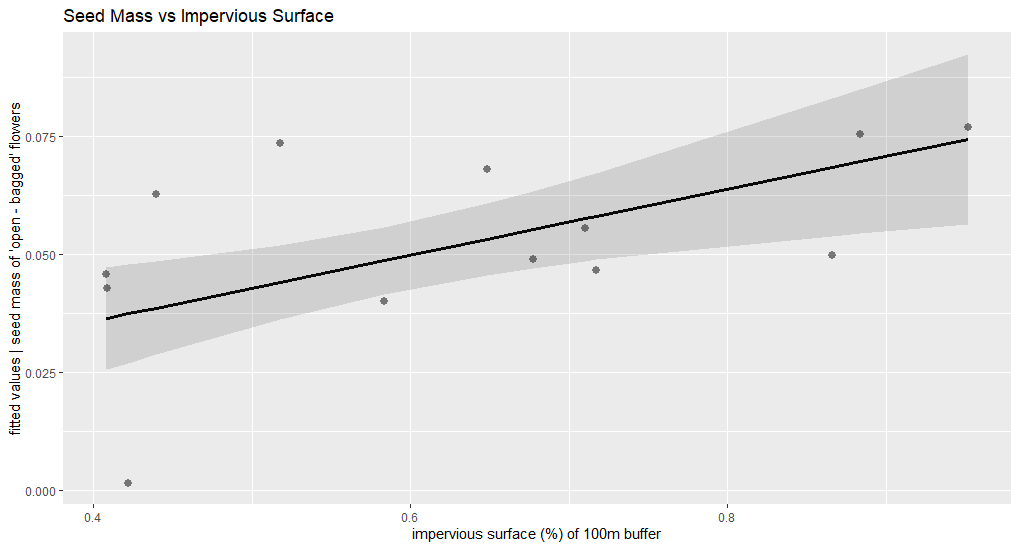 Seed Mass vs Impervious Surface
fitted values | seed mass of 'open - bagged' flowers
0.075
0.050
0.025
0.000
0.4
0.6
0.8
impervious surface (%) of 100m buffer